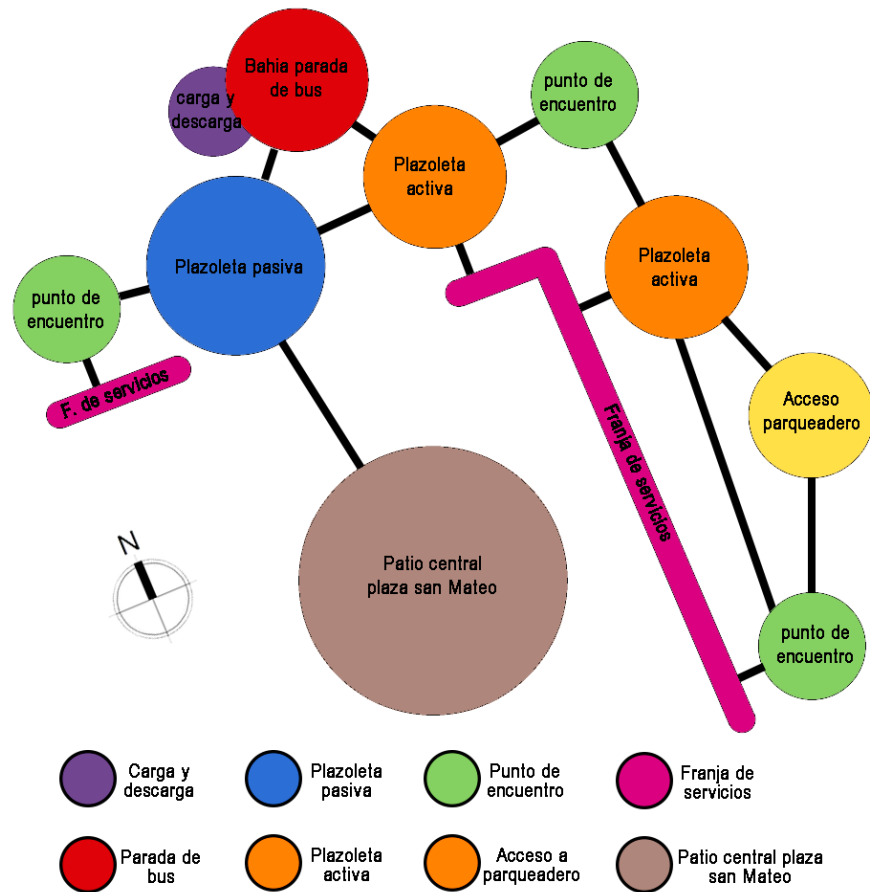 Bahia parada
de bus
carga y
descarga
punto de
encuentro
Plazoleta
activa
Plazoleta pasiva
Plazoleta
activa
punto de
encuentro
F. de servicios
Acceso
parqueadero
Franja de servicios
Patio central
plaza san Mateo
N
punto de
encuentro
Carga y
descarga
Plazoleta
pasiva
Punto de
encuentro
Franja de
servicios
Parada de
bus
Plazoleta
activa
Acceso a
parqueadero
Patio central plaza
san Mateo